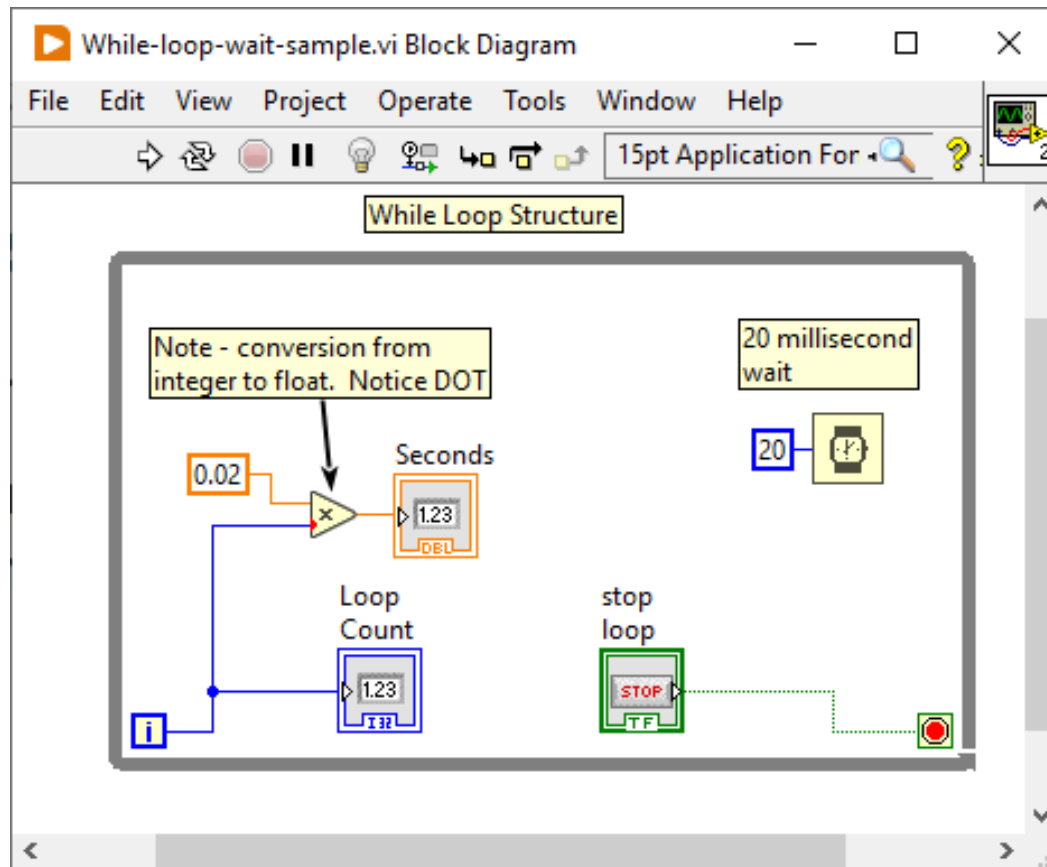 While-loop-wait-sample.vi Block Diagram
File Edit View Project Operate Tools Window Help
15pt Application For
2
While Loop Structure
Note - conversion from
integer to float. Notice DOT
20 millisecond
wait
20
0.02
Seconds
×
1.23
DBL
Loop
Count
1.23
I32
stop
loop
STOP
TF
i